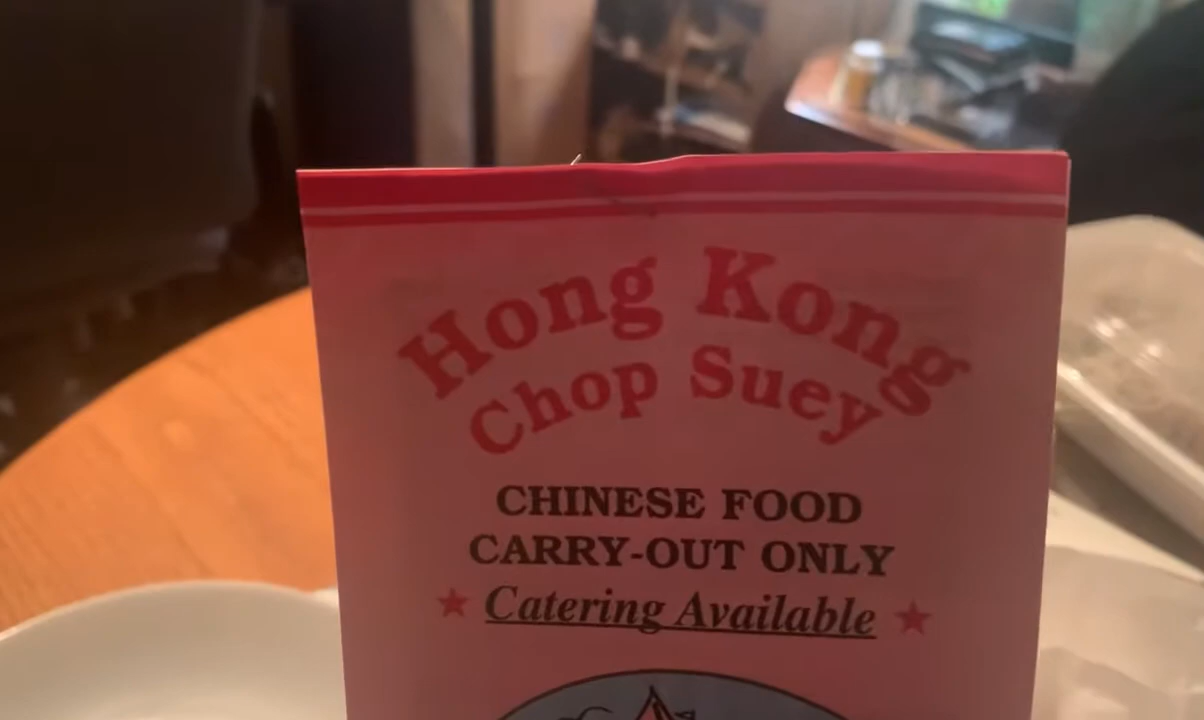 Hong Kong
Chop Suey
CHINESE FOOD
CARRY-OUT ONLY
Catering Available